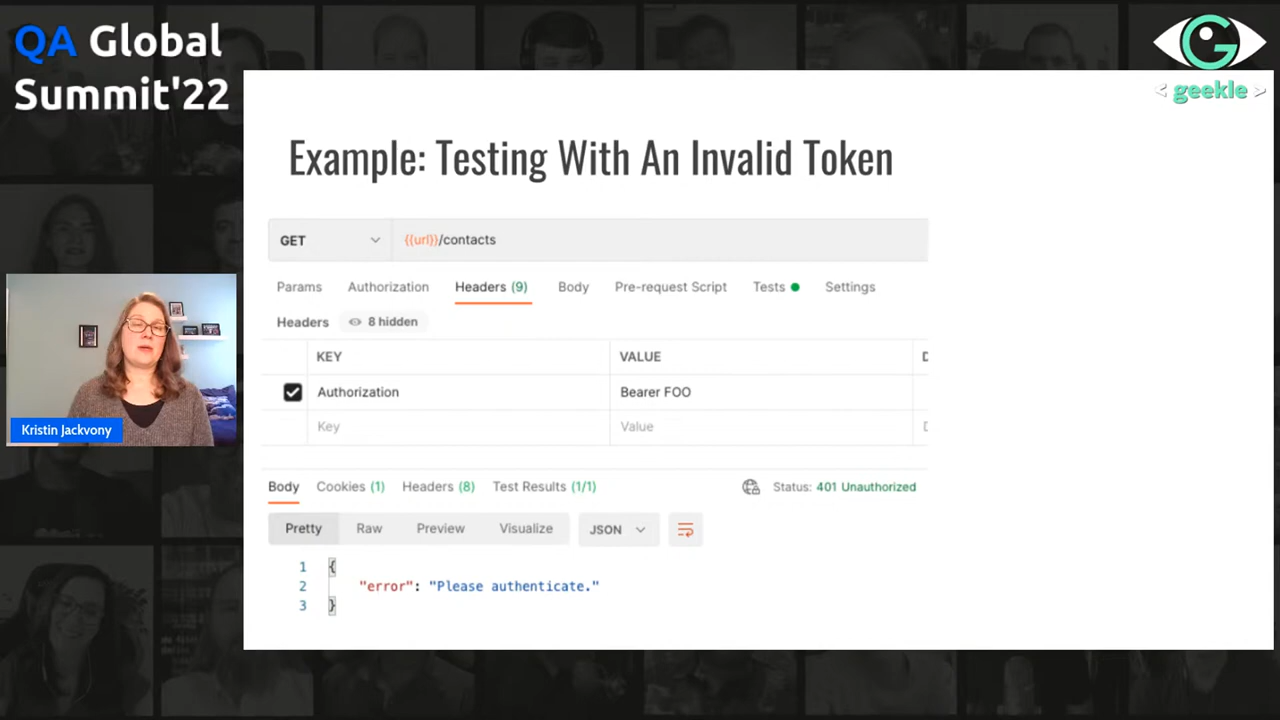 QA Global
Summit'22
G
< geekle >
Example: Testing With An Invalid Token
GET {{url}}/contacts
Params Authorization Headers (9) Body Pre-request Script Tests Settings
Headers 8 hidden
KEY VALUE D
Authorization Bearer FOO
Key Value D
Body Cookies (1) Headers (8) Test Results (1/1) Status: 401 Unauthorized
Pretty Raw Preview Visualize JSON
1 {
2 "error": "Please authenticate."
3 }
Kristin Jackvony